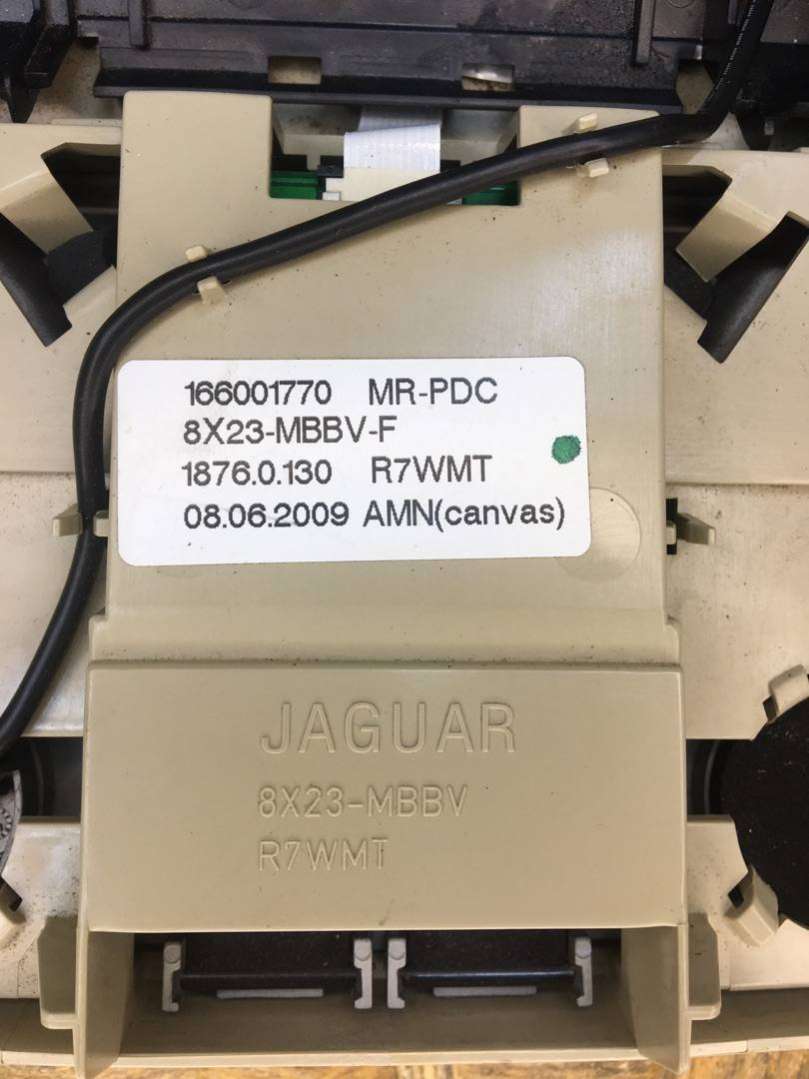 166001770 MR-PDC
8X23-MBBV-F
1876.0.130 R7WMT
08.06.2009 AMN(canvas)
JAGUAR
8X23-MBBV
R7WMT